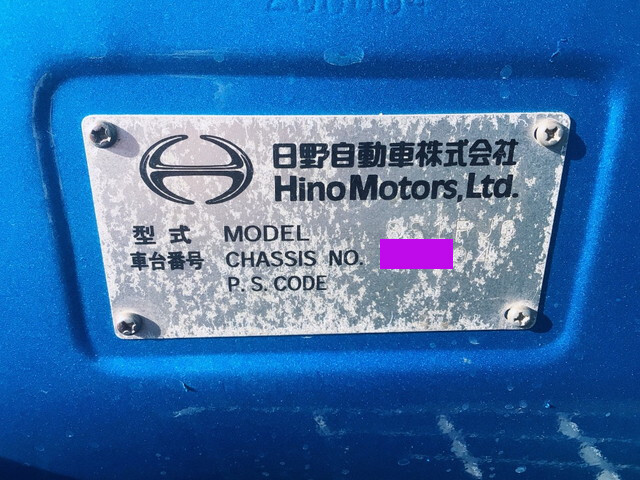 日野自動車株式会社
Hino Motors, Ltd.
型式 MODEL
車台番号 CHASSIS NO.
P.S.CODE